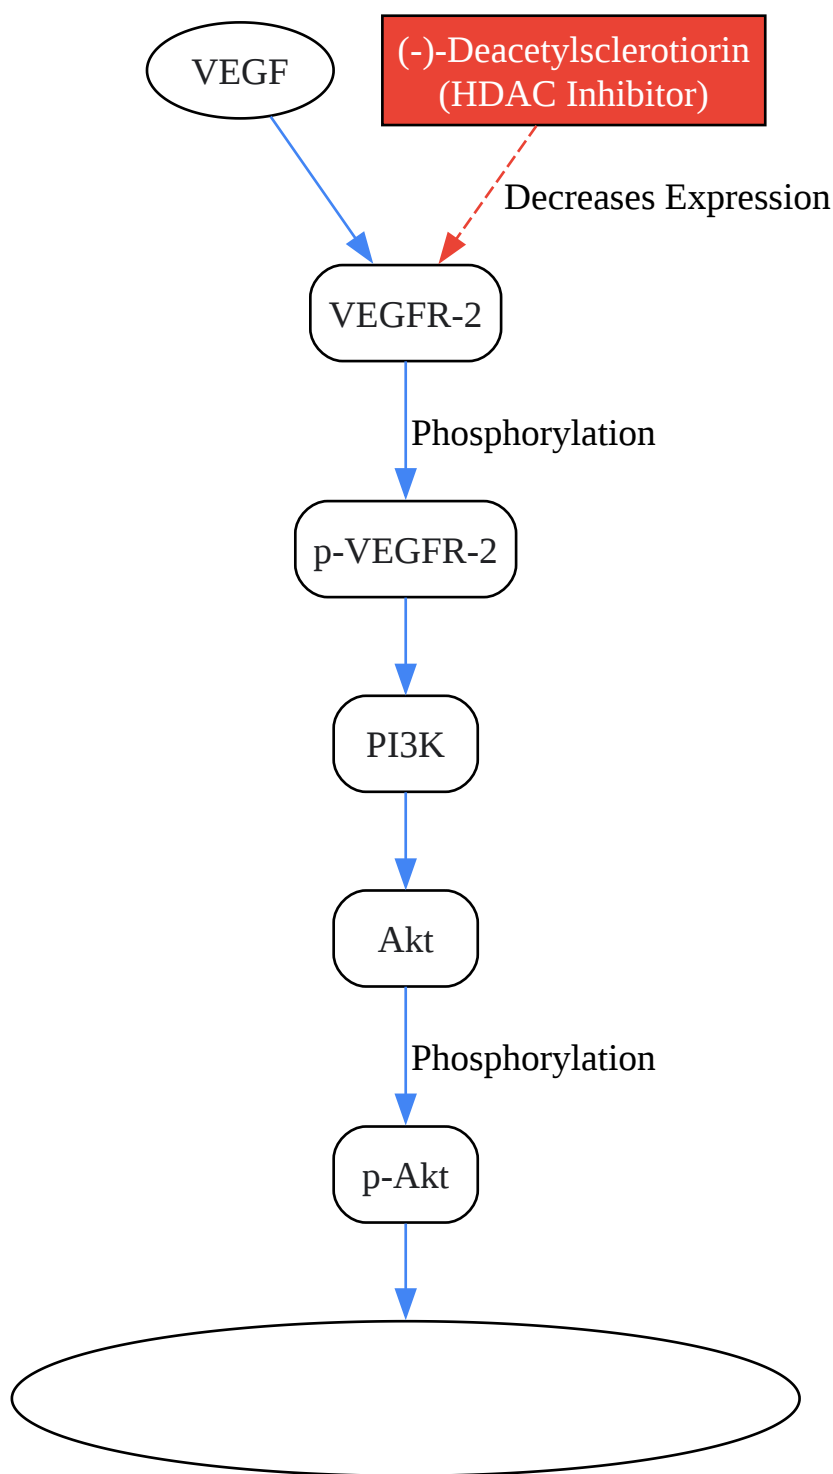 VEGF
(-)-Deacetylsclerotiorin
(HDAC Inhibitor)
Decreases Expression
VEGFR-2
Phosphorylation
p-VEGFR-2
PI3K
Akt
Phosphorylation
p-Akt